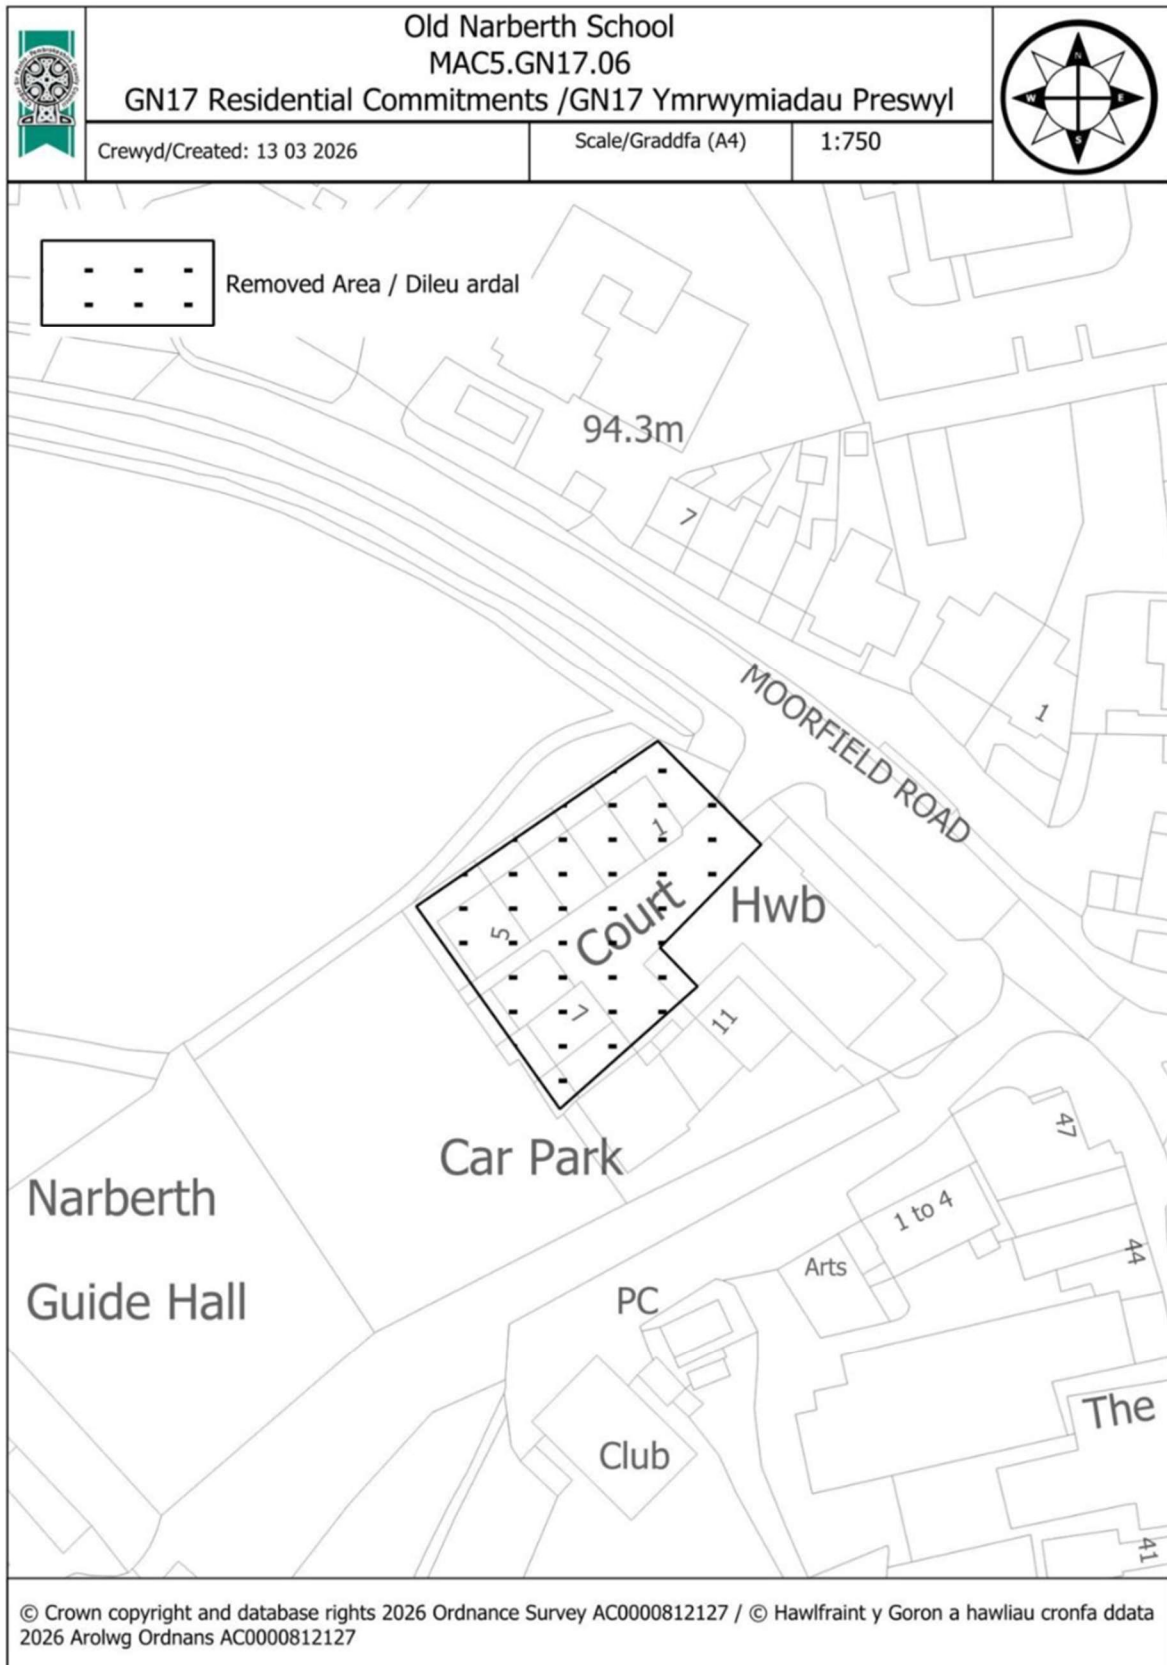 Old Narberth School
MAC5.GN17.06
GN17 Residential Commitments /GN17 Ymrwymiadau Preswyl
Crewyd/Created: 13 03 2026
Scale/Graddfa (A4)
1:750
N
W
E
S
Removed Area / Dileu ardal
94.3m
7
MOORFIELD ROAD
1
1
Hwb
Court
5
7
11
Car Park
47
Narberth
Guide Hall
1 to 4
44
Arts
PC
The
Club
41
© Crown copyright and database rights 2026 Ordnance Survey AC0000812127 / © Hawlfraint y Goron a hawliau cronfa ddata
2026 Arolwg Ordnans AC0000812127